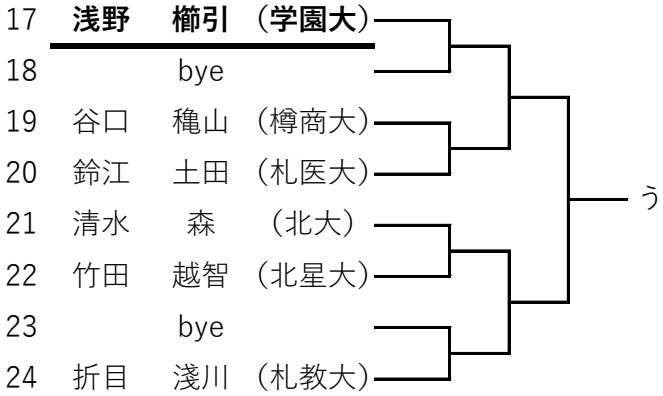 17 浅野 櫛引 （学園大）
18 bye
19 谷口 穐山 （樽商大）
20 鈴江 土田 （札医大）
う
21 清水 森 （北大）
22 竹田 越智 （北星大）
23 bye
24 折目 淺川 （札教大）